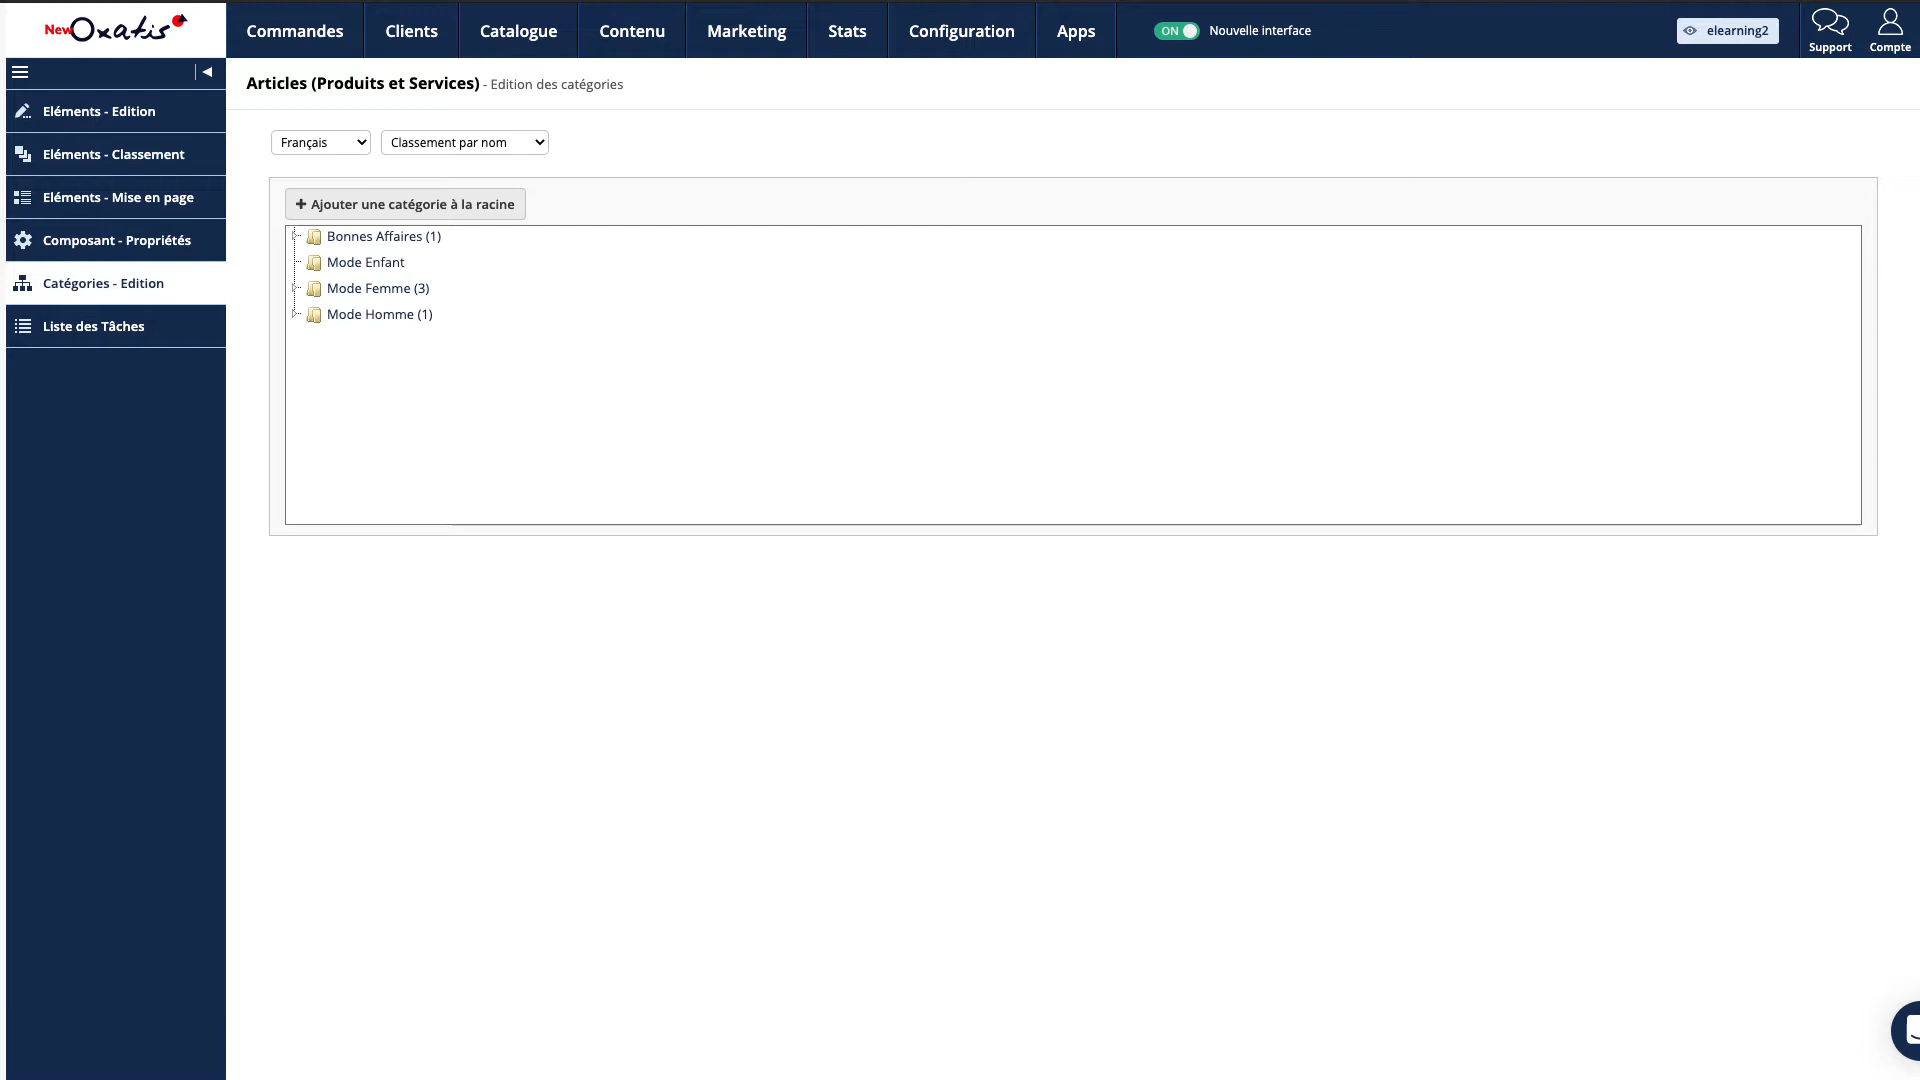 New Oxatis
Commandes
Clients
Catalogue
Contenu
Marketing
Stats
Configuration
Apps
ON Nouvelle interface
elearning2
Support
Compte
Articles (Produits et Services) - Edition des catégories
Eléments - Edition
Eléments - Classement
Eléments - Mise en page
Composant - Propriétés
Catégories - Edition
Liste des Tâches
Français
Classement par nom
+ Ajouter une catégorie à la racine
Bonnes Affaires (1)
Mode Enfant
Mode Femme (3)
Mode Homme (1)